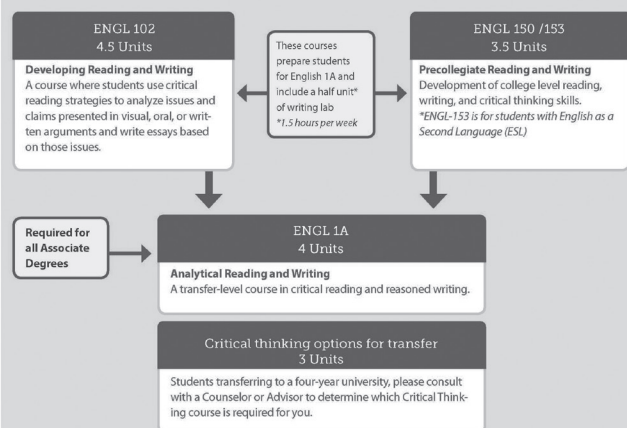 ENGL 102
4.5 Units
Developing Reading and Writing
A course where students use critical
reading strategies to analyze issues and
claims presented in visual, oral, or writ-
ten arguments and write essays based
on those issues.
These courses
prepare students
for English 1A and
include a half unit*
of writing lab
*1.5 hours per week
ENGL 150 /153
3.5 Units
Precollegiate Reading and Writing
Development of college level reading,
writing, and critical thinking skills.
*ENGL-153 is for students with English as a
Second Language (ESL)
Required for
all Associate
Degrees
ENGL 1A
4 Units
Analytical Reading and Writing
A transfer-level course in critical reading and reasoned writing.
Critical thinking options for transfer
3 Units
Students transferring to a four-year university, please consult
with a Counselor or Advisor to determine which Critical Think-
ing course is required for you.